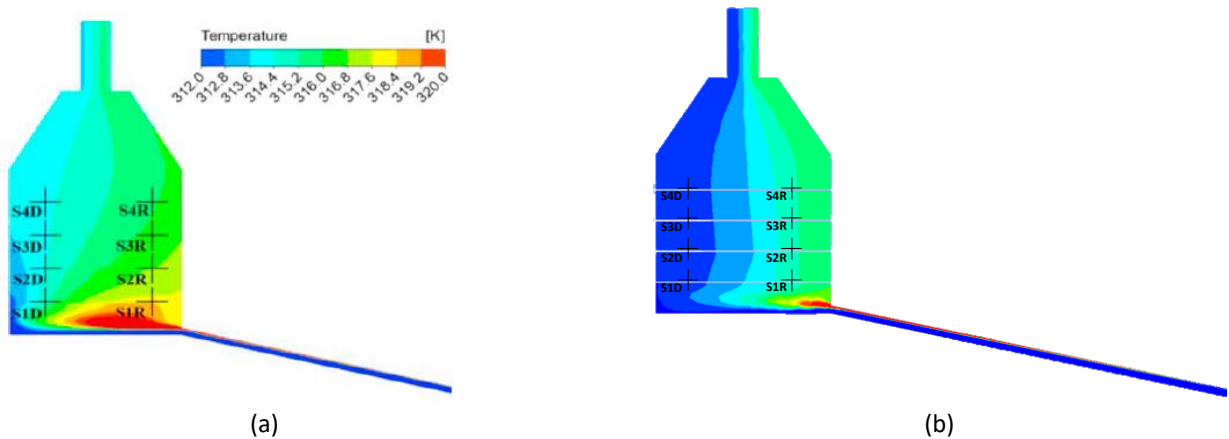 Temperature [K]
312.0 312.8 313.6 314.4 315.2 316.0 316.8 317.6 318.4 319.2 320.0
S4D S4R
S3D S3R
S2D S2R
S1D S1R
S4D S4R
S3D S3R
S2D S2R
S1D S1R
(a) (b)